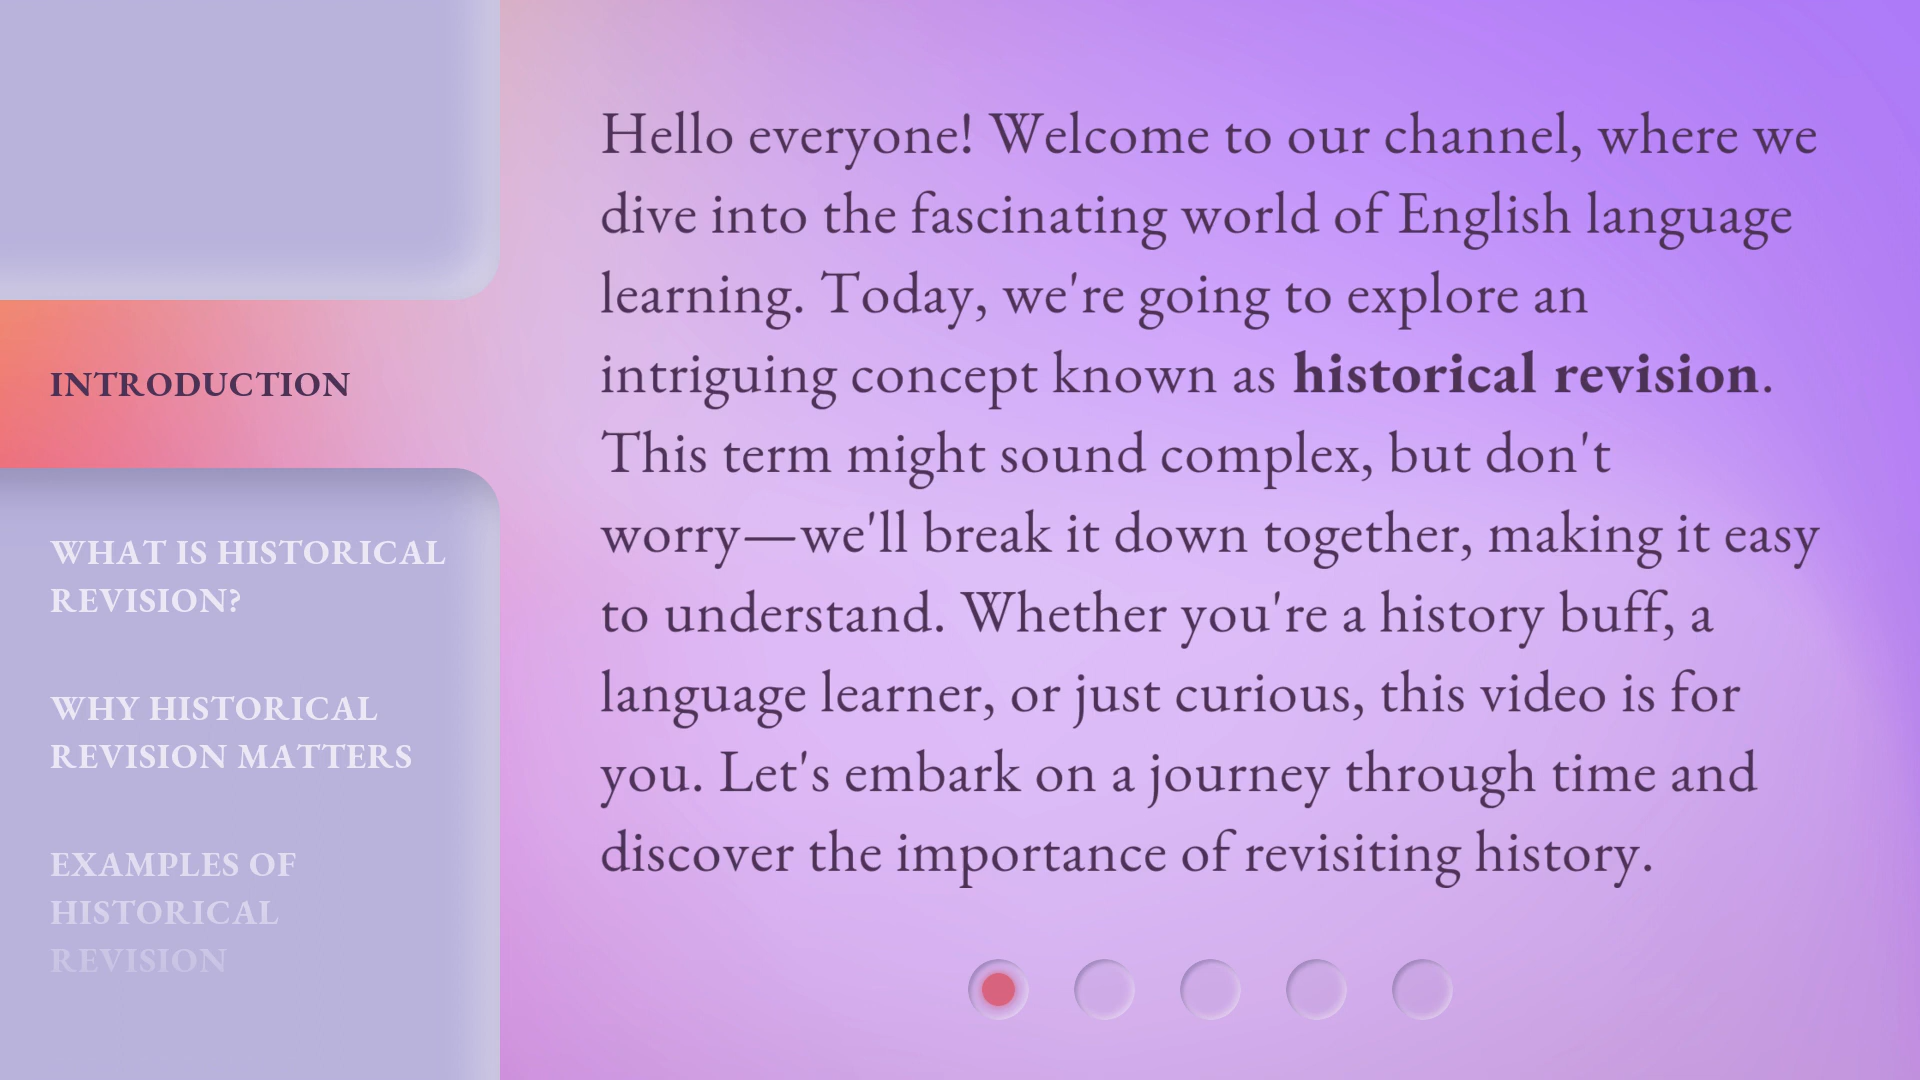 INTRODUCTION
WHAT IS HISTORICAL
REVISION?
WHY HISTORICAL
REVISION MATTERS
EXAMPLES OF
HISTORICAL
REVISION
Hello everyone! Welcome to our channel, where we
dive into the fascinating world of English language
learning. Today, we're going to explore an
intriguing concept known as historical revision.
This term might sound complex, but don't
worry—we'll break it down together, making it easy
to understand. Whether you're a history buff, a
language learner, or just curious, this video is for
you. Let's embark on a journey through time and
discover the importance of revisiting history.